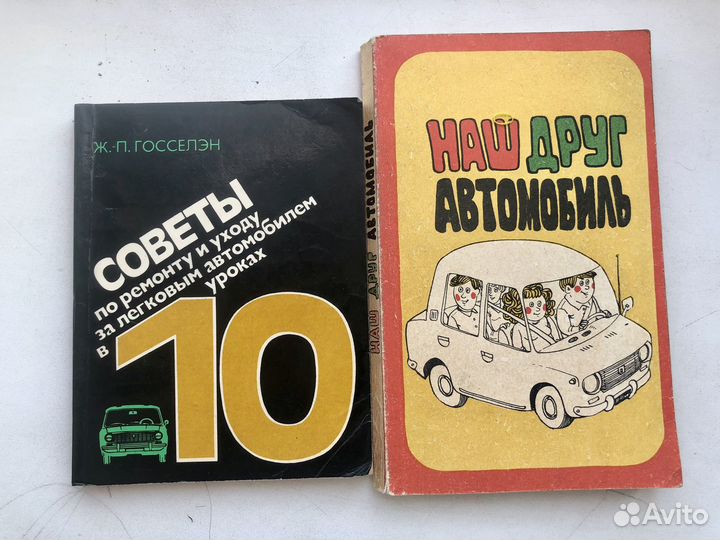 Ж.-П. ГОССЕЛЭН
СОВЕТЫ
по ремонту и уходу
за легковым автомобилем
в 10 уроках
НАШ ДРУГ АВТОМОБИЛЬ
НАШ ДРУГ
АВТОМОБИЛЬ
Avito